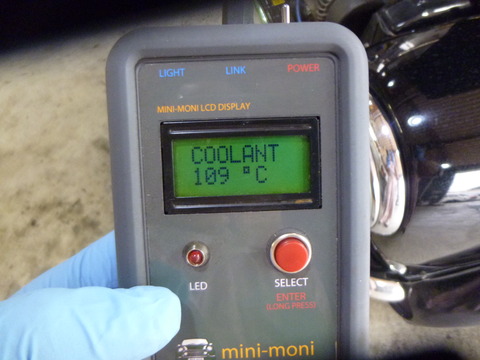 LIGHT LINK POWER
MINI-MONI LCD DISPLAY
COOLANT
109 °C
LED SELECT
ENTER
(LONG PRESS)
mini-moni